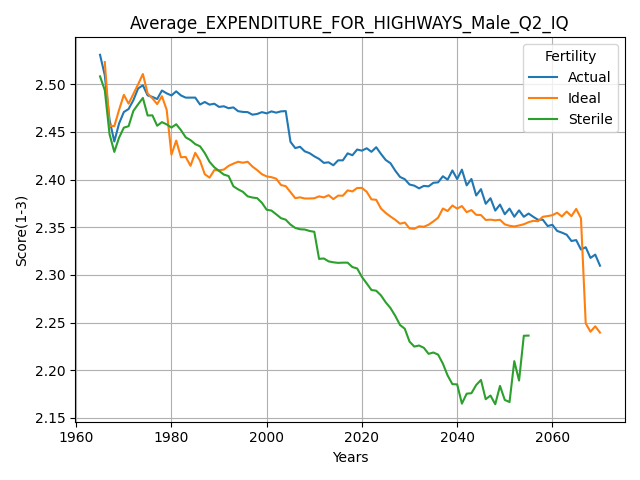 Average_EXPENDITURE_FOR_HIGHWAYS_Male_Q2_IQ
Fertility
Actual
Ideal
Sterile
Score(1-3)
2.50
2.45
2.40
2.35
2.30
2.25
2.20
2.15
1960
1980
2000
2020
2040
2060
Years